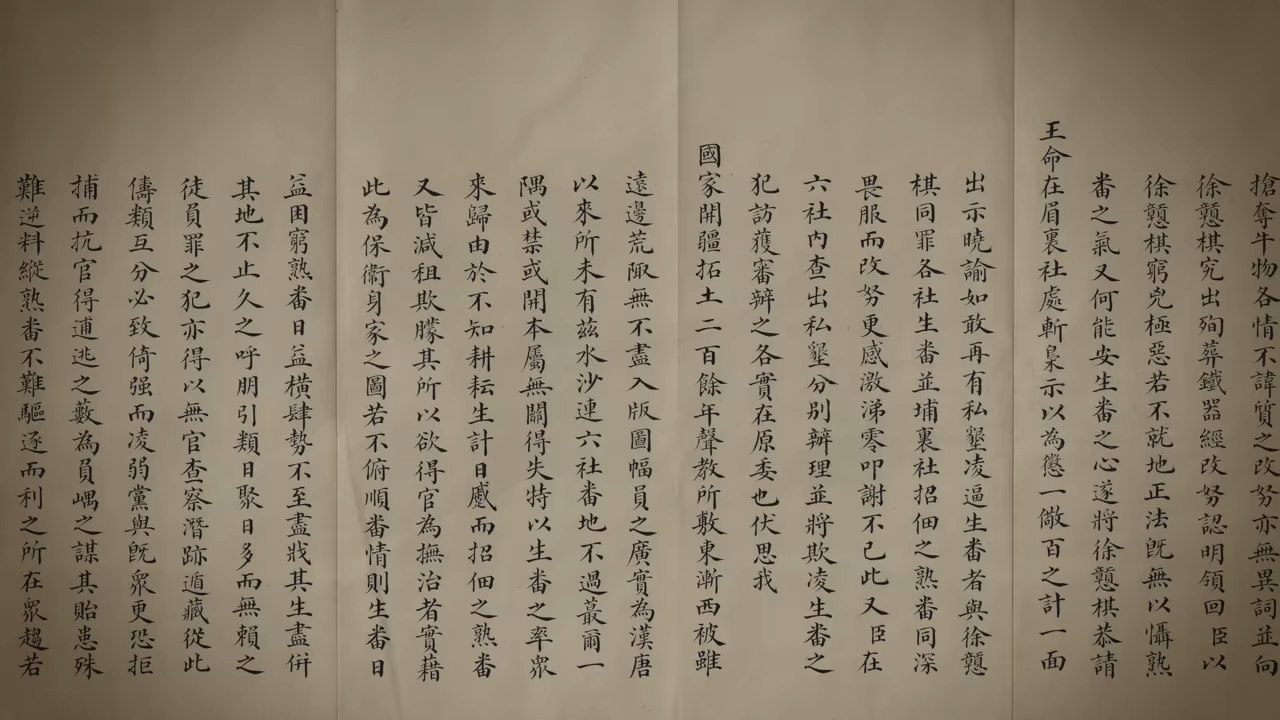 搶奪牛物各情不諱質之改努亦無異詞並向
徐戇棋究出殉葬鐵器經改努認明領回臣以
徐戇棋窮兇極惡若不就地正法旣無以懾熟
番之氣又何能安生番之心遂將徐戇棋恭請
王命在眉裏社處斬梟示以為懲一儆百之計一面
出示曉諭如敢再有私墾凌逼生番者與徐戇
棋同罪各社生番並埔裏社招佃之熟番同深
畏服而改努更感激涕零叩謝不已此又臣在
六社內查出私墾分別辦理並將欺凌生番之
犯訪獲審辦之各實在原委也伏思我
國家開疆拓土二百餘年聲教所敷東漸西被雖
遠邊荒陬無不盡入版圖幅員之廣實為漢唐
以來所未有茲水沙連六社番地不過蕞爾一
隅或禁或開本屬無關得失特以生番之率眾
來歸由於不知耕耘生計日蹙而招佃之熟番
又皆減租欺朦其所以欲得官為撫治者實藉
此為保衛身家之圖若不俯順番情則生番日
益困窮熟番日益橫肆勢不至盡戕其生盡併
其地不止久之呼朋引類日聚日多而無賴之
徒負罪之犯亦得以無官查察潛跡遁藏從此
儔類互分必致倚强而凌弱黨與旣眾更恐拒
捕而抗官得逋逃之藪為負嵎之謀其貽患殊
難逆料縱熟番不難驅逐而利之所在眾趨若